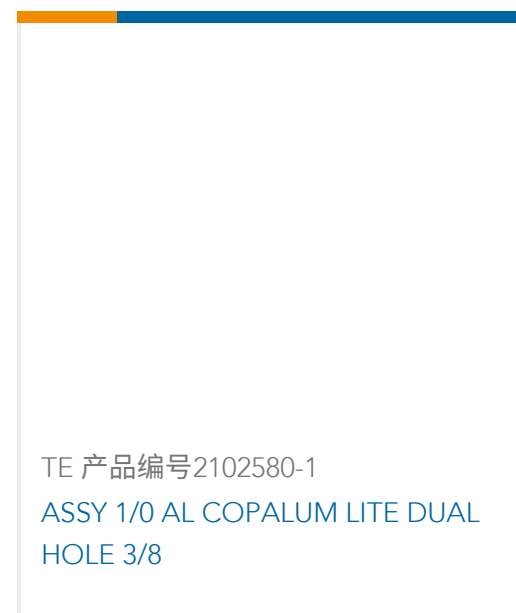 TE 产品编号2102580-1
ASSY 1/0 AL COPALUM LITE DUAL
HOLE 3/8